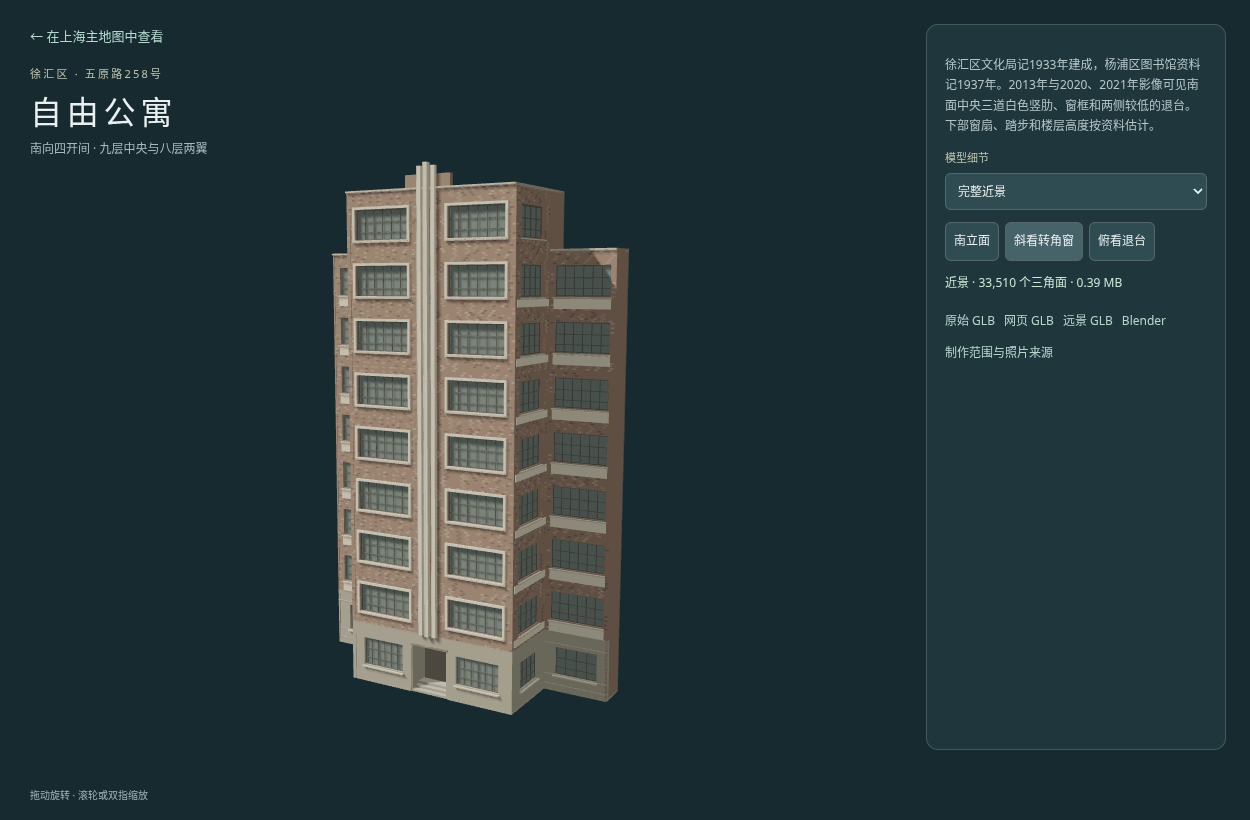 ← 在上海主地图中查看
徐汇区 · 五原路258号
自由公寓
南向四开间 · 九层中央与八层两翼
徐汇区文化局记1933年建成，杨浦区图书馆资料
记1937年。2013年与2020、2021年影像可见南
面中央三道白色竖肋、窗框和两侧较低的退台。
下部窗扇、踏步和楼层高度按资料估计。
模型细节
完整近景
南立面 斜看转角窗 俯看退台
近景 · 33,510 个三角面 · 0.39 MB
原始 GLB 网页 GLB 远景 GLB Blender
制作范围与照片来源
拖动旋转 · 滚轮或双指缩放